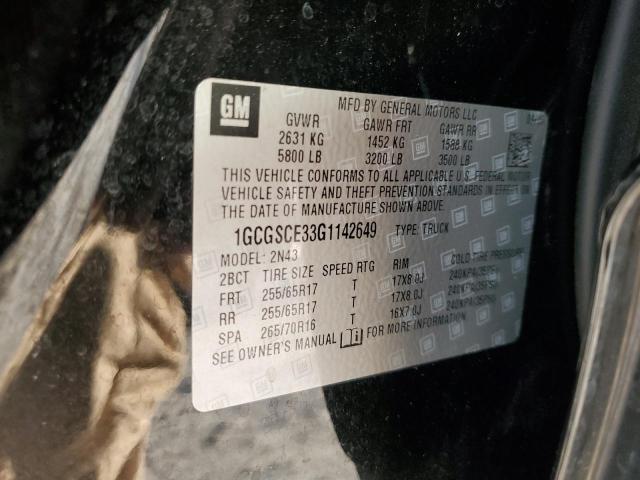 GM
MFD BY GENERAL MOTORS LLC
GVWR GAWR FRT GAWR RR
2631 KG 1452 KG 1588 KG
5800 LB 3200 LB 3500 LB
THIS VEHICLE CONFORMS TO ALL APPLICABLE U.S. FEDERAL MOTOR
VEHICLE SAFETY AND THEFT PREVENTION STANDARDS IN EFFECT ON
THE DATE OF MANUFACTURE SHOWN ABOVE.
1GCGSCE33G1142649 TYPE: TRUCK
MODEL: 2N43
2BCT TIRE SIZE SPEED RTG RIM COLD TIRE PRESSURE
FRT 255/65R17 T 17X8.0J 240KPA(35PSI)
RR 255/65R17 T 17X8.0J 240KPA(35PSI)
SPA 265/70R16 T 16X7.0J 240KPA(35PSI)
SEE OWNER'S MANUAL FOR MORE INFORMATION